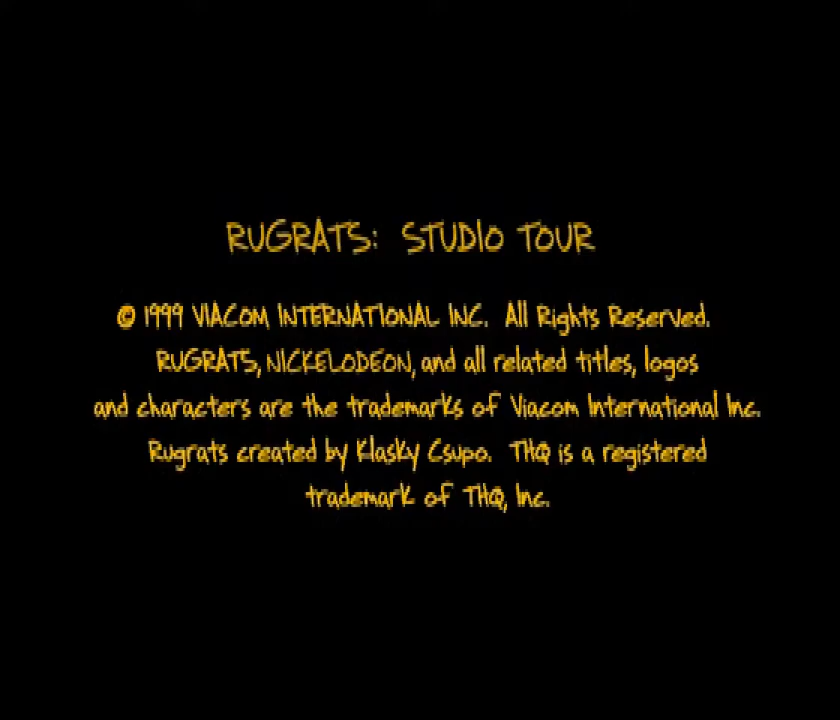 RUGRATS: STUDIO TOUR
© 1999 VIACOM INTERNATIONAL INC. All Rights Reserved.
RUGRATS, NICKELODEON, and all related titles, logos
and characters are the trademarks of Viacom International Inc.
Rugrats created by Klasky Csupo. THQ is a registered
trademark of THQ, Inc.